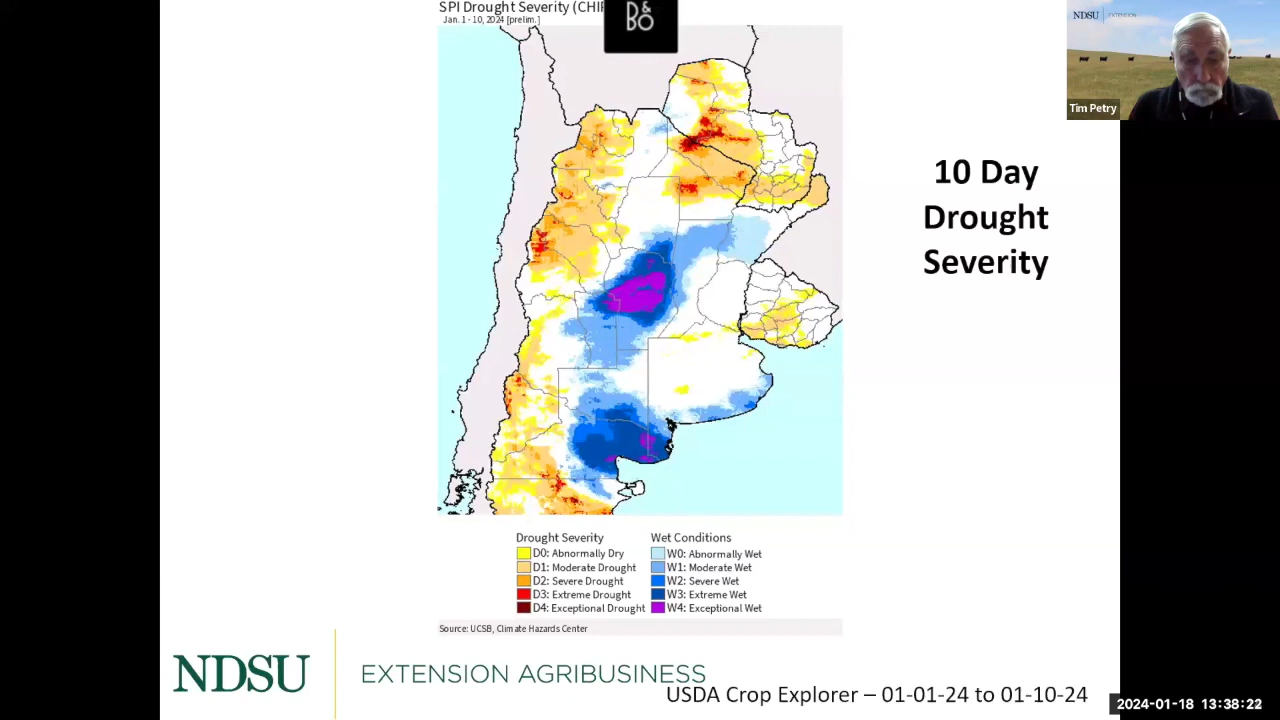 SPI Drought Severity (CHI
Jan. 1 - 10, 2024 [prelim.]
D&
BO
NDSU EXTENSION
Tim Petry
10 Day
Drought
Severity
Drought Severity
D0: Abnormally Dry
D1: Moderate Drought
D2: Severe Drought
D3: Extreme Drought
D4: Exceptional Drought
Wet Conditions
W0: Abnormally Wet
W1: Moderate Wet
W2: Severe Wet
W3: Extreme Wet
W4: Exceptional Wet
Source: UCSB, Climate Hazards Center
NDSU
EXTENSION AGRIBUSINESS
USDA Crop Explorer – 01-01-24 to 01-10-24
2024-01-18 13:38:22